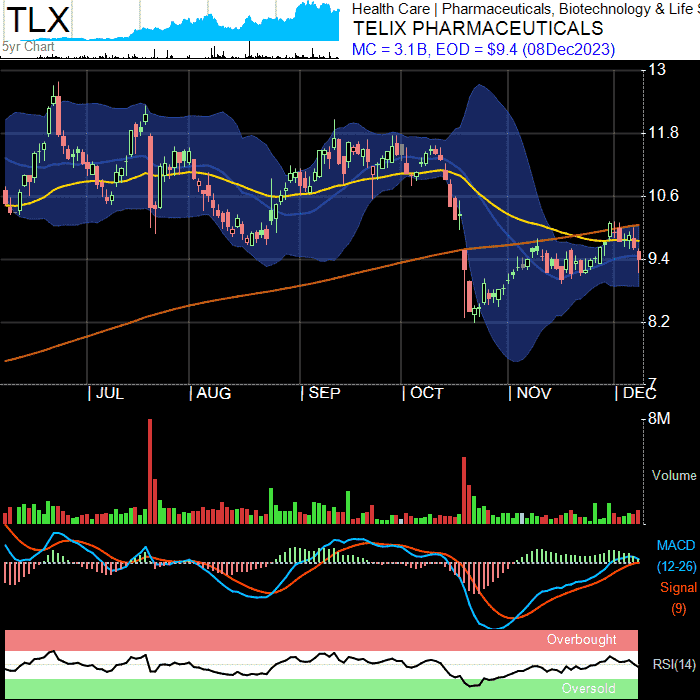 TLX
5yr Chart
Health Care | Pharmaceuticals, Biotechnology & Life S
TELIX PHARMACEUTICALS
MC = 3.1B, EOD = $9.4 (08Dec2023)
13
11.8
10.6
9.4
8.2
7
| JUL | AUG | SEP | OCT | NOV | DEC
8M
Volume
MACD
(12-26)
Signal
(9)
Overbought
RSI(14)
Oversold